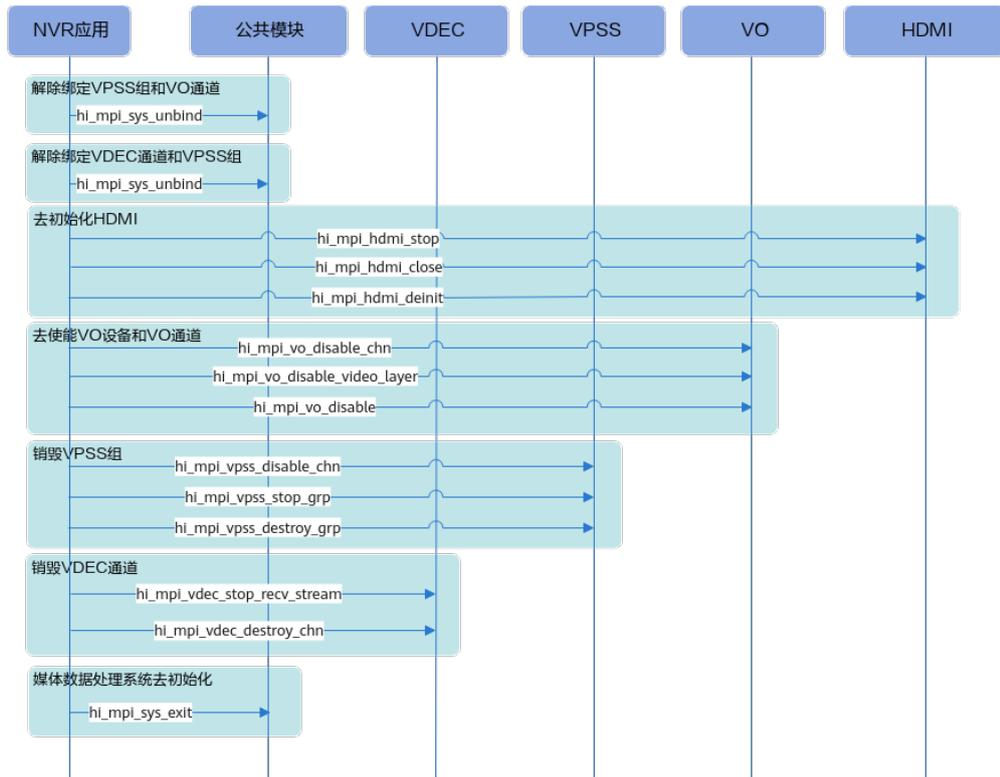 NVR应用
公共模块
VDEC
VPSS
VO
HDMI
解除绑定VPSS组和VO通道
hi_mpi_sys_unbind
解除绑定VDEC通道和VPSS组
hi_mpi_sys_unbind
去初始化HDMI
hi_mpi_hdmi_stop
hi_mpi_hdmi_close
hi_mpi_hdmi_deinit
去使能VO设备和VO通道
hi_mpi_vo_disable_chn
hi_mpi_vo_disable_video_layer
hi_mpi_vo_disable
销毁VPSS组
hi_mpi_vpss_disable_chn
hi_mpi_vpss_stop_grp
hi_mpi_vpss_destroy_grp
销毁VDEC通道
hi_mpi_vdec_stop_recv_stream
hi_mpi_vdec_destroy_chn
媒体数据处理系统去初始化
hi_mpi_sys_exit